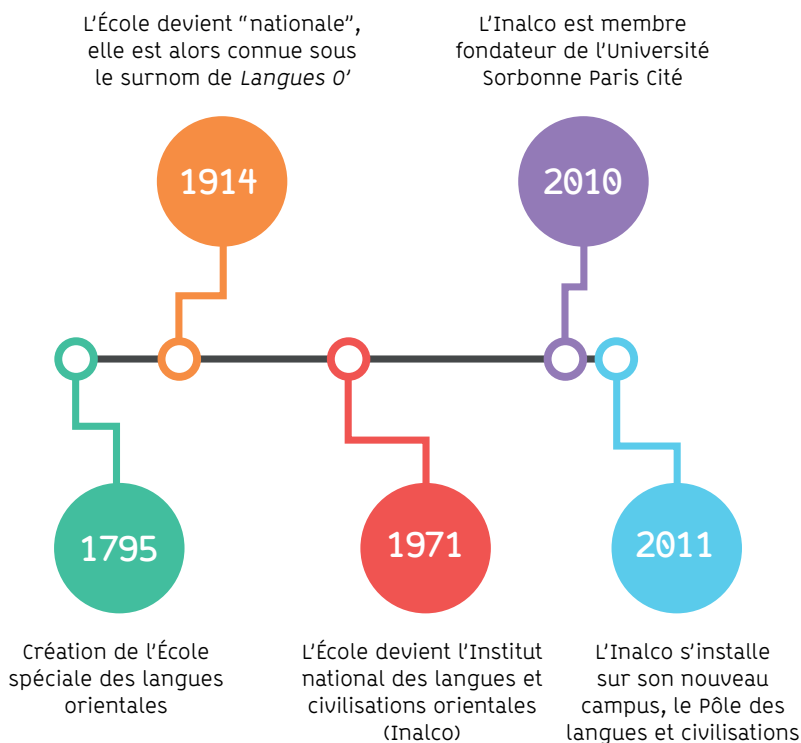 L'École devient “nationale”,
elle est alors connue sous
le surnom de Langues O'
L'Inalco est membre
fondateur de l'Université
Sorbonne Paris Cité
1914
2010
1795
1971
2011
Création de l'École
spéciale des langues
orientales
L'École devient l'Institut
national des langues et
civilisations orientales
(Inalco)
L'Inalco s'installe
sur son nouveau
campus, le Pôle des
langues et civilisations